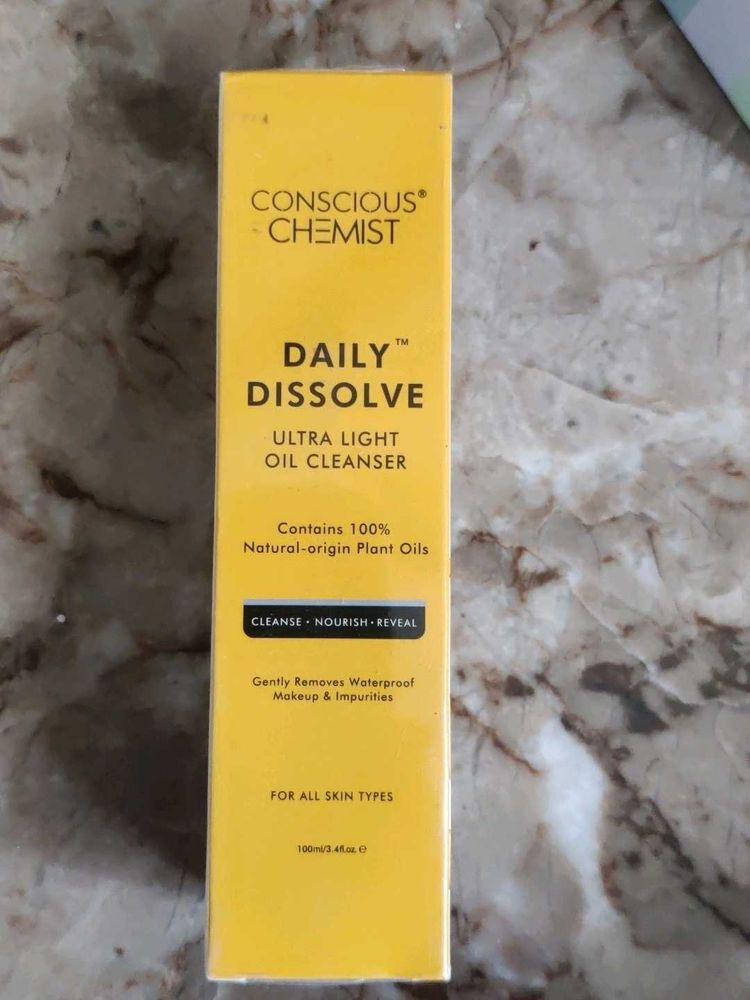 CONSCIOUS®
CHEMIST
DAILY™
DISSOLVE
ULTRA LIGHT
OIL CLEANSER
Contains 100%
Natural-origin Plant Oils
CLEANSE • NOURISH • REVEAL
Gently Removes Waterproof
Makeup & Impurities
FOR ALL SKIN TYPES
100ml/3.4fl.oz. ℮